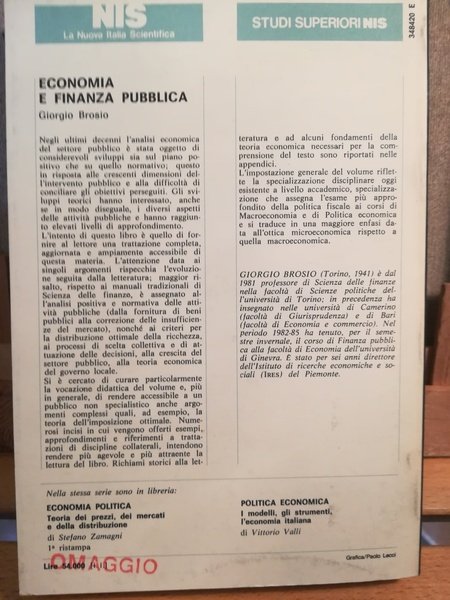 NIS
La Nuova Italia Scientifica
STUDI SUPERIORI NIS
348420 E
ECONOMIA
E FINANZA PUBBLICA
Giorgio Brosio
Negli ultimi decenni l'analisi economica
del settore pubblico è stata oggetto di
considerevoli sviluppi sia sul piano po-
sitivo che su quello normativo; questo
in risposta alle crescenti dimensioni del-
l'intervento pubblico e alla difficoltà di
conciliare gli obiettivi perseguiti. Gli svi-
luppi teorici hanno interessato, anche
se in modo diseguale, i diversi aspetti
delle attività pubbliche e hanno raggiun-
to elevati livelli di approfondimento.
L'intento di questo libro è quello di for-
nire al lettore una trattazione completa,
aggiornata e ampiamente accessibile di
questa materia. L'attenzione data ai
singoli argomenti rispecchia l'evoluzio-
ne seguita dalla letteratura; maggior ri-
salto, rispetto ai manuali tradizionali di
Scienza delle finanze, è assegnato al-
l'analisi positiva e normativa delle atti-
vità pubbliche (dalla fornitura di beni
pubblici alla correzione delle insufficien-
ze del mercato), nonché ai criteri per
la distribuzione ottimale della ricchezza,
ai processi di scelta collettiva e di at-
tuazione delle decisioni, alla crescita del
settore pubblico, alla teoria economica
del governo locale.
Si è cercato di curare particolarmente
la vocazione didattica del volume e, più
in generale, di rendere accessibile a un
pubblico non specialistico anche argo-
menti complessi quali, ad esempio, la
teoria dell'imposizione ottimale. Nume-
rosi incisi in cui vengono offerti esempi,
approfondimenti e riferimenti a tratta-
zioni di discipline collaterali, intendono
rendere più agevole e più attraente la
lettura del libro. Richiami storici alla let-
teratura e ad alcuni fondamenti della
teoria economica necessari per la com-
prensione del testo sono riportati nelle
appendici.
L'impostazione generale del volume riflet-
te la specializzazione disciplinare oggi
esistente a livello accademico, specializza-
zione che assegna l'esame più appro-
fondito della politica fiscale ai corsi di
Macroeconomia e di Politica economica
e si traduce in una maggiore enfasi da-
ta all'ottica microeconomica rispetto a
quella macroeconomica.
GIORGIO BROSIO (Torino, 1941) è dal
1981 professore di Scienza delle finanze
nella facoltà di Scienze politiche del-
l'università di Torino; in precedenza ha
insegnato nelle università di Camerino
(facoltà di Giurisprudenza) e di Bari
(facoltà di Economia e commercio). Nel
periodo 1982-85 ha tenuto, per il seme-
stre invernale, il corso di Finanza pubbli-
ca alla facoltà di Economia dell'università
di Ginevra. È stato per sei anni direttore
dell'Istituto di ricerche economiche e so-
ciali (IRES) del Piemonte.
Nella stessa serie sono in libreria:
ECONOMIA POLITICA
Teoria dei prezzi, dei mercati
e della distribuzione
di Stefano Zamagni
1ª ristampa
POLITICA ECONOMICA
I modelli, gli strumenti,
l'economia italiana
di Vittorio Valli
OMAGGIO
Lire 54.000
Grafica/Paolo Lecci